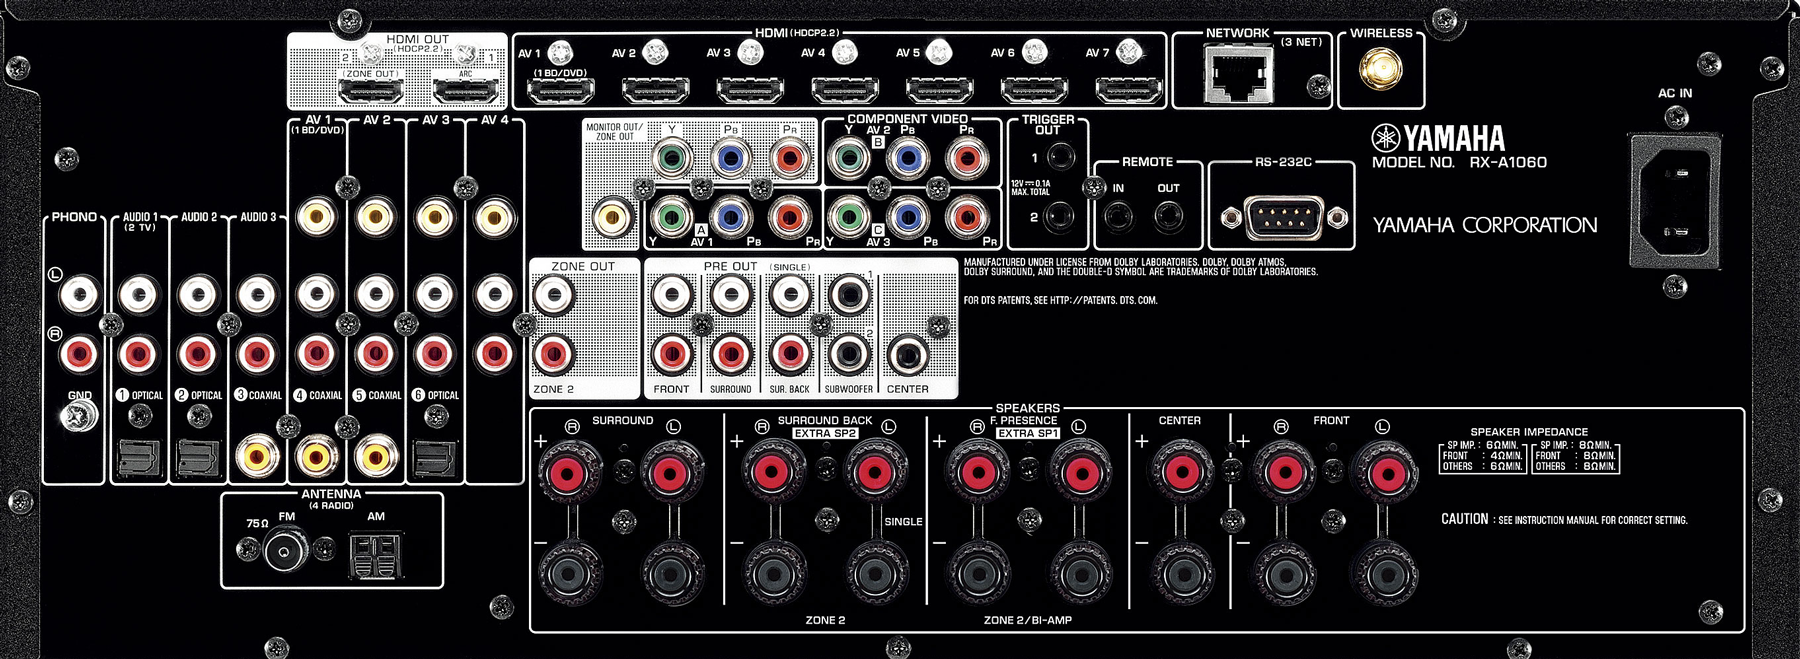 HDMI OUT
(HDCP2.2)
2
1
(ZONE OUT)
ARC
HDMI (HDCP2.2)
AV 1
AV 2
AV 3
AV 4
AV 5
AV 6
AV 7
(1 BD/DVD)
NETWORK
(3 NET)
WIRELESS
AC IN
AV 1
(1 BD/DVD)
AV 2
AV 3
AV 4
MONITOR OUT/
ZONE OUT
Y
PB
PR
COMPONENT VIDEO
Y
AV 2
B
PB
PR
A
Y
AV 1
PB
PR
C
Y
AV 3
PB
PR
TRIGGER
OUT
1
12V⎓0.1A
MAX. TOTAL
2
REMOTE
IN
OUT
RS-232C
YAMAHA
MODEL NO. RX-A1060
YAMAHA CORPORATION
PHONO
AUDIO 1
(2 TV)
AUDIO 2
AUDIO 3
L
R
GND
1 OPTICAL
2 OPTICAL
3 COAXIAL
4 COAXIAL
5 COAXIAL
6 OPTICAL
ZONE OUT
ZONE 2
PRE OUT
(SINGLE)
1
2
FRONT
SURROUND
SUR. BACK
SUBWOOFER
CENTER
MANUFACTURED UNDER LICENSE FROM DOLBY LABORATORIES. DOLBY, DOLBY ATMOS,
DOLBY SURROUND, AND THE DOUBLE-D SYMBOL ARE TRADEMARKS OF DOLBY LABORATORIES.
FOR DTS PATENTS, SEE HTTP://PATENTS. DTS. COM.
ANTENNA
(4 RADIO)
75Ω
FM
AM
SPEAKERS
R
SURROUND
L
R
SURROUND BACK
EXTRA SP2
L
R
F. PRESENCE
EXTRA SP1
L
CENTER
R
FRONT
L
+
+
+
+
+
SINGLE
−
−
−
−
−
ZONE 2
ZONE 2/BI-AMP
SPEAKER IMPEDANCE
SP IMP. : 6ΩMIN.
FRONT : 4ΩMIN.
OTHERS : 6ΩMIN.
SP IMP. : 8ΩMIN.
FRONT : 8ΩMIN.
OTHERS : 8ΩMIN.
CAUTION : SEE INSTRUCTION MANUAL FOR CORRECT SETTING.